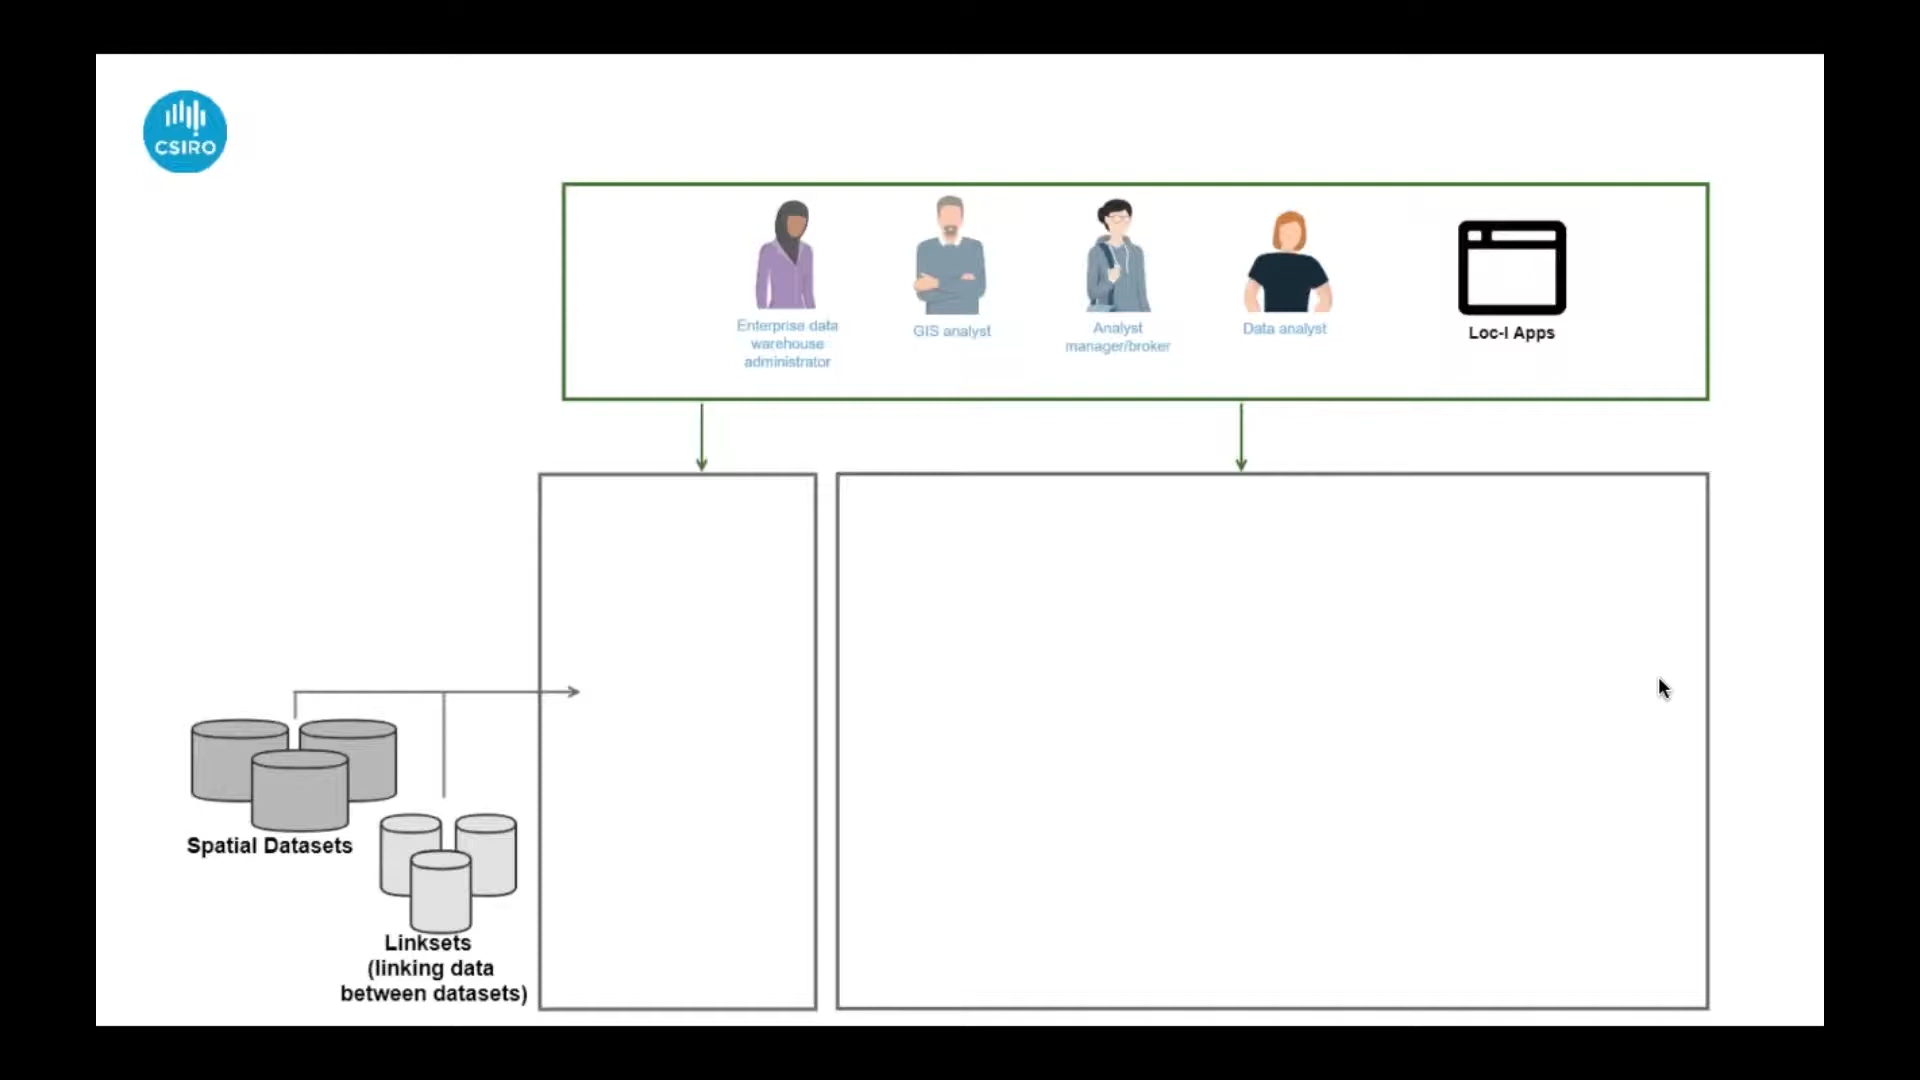 CSIRO
Enterprise data
warehouse
administrator
GIS analyst
Analyst
manager/broker
Data analyst
Loc-I Apps
Spatial Datasets
Linksets
(linking data
between datasets)